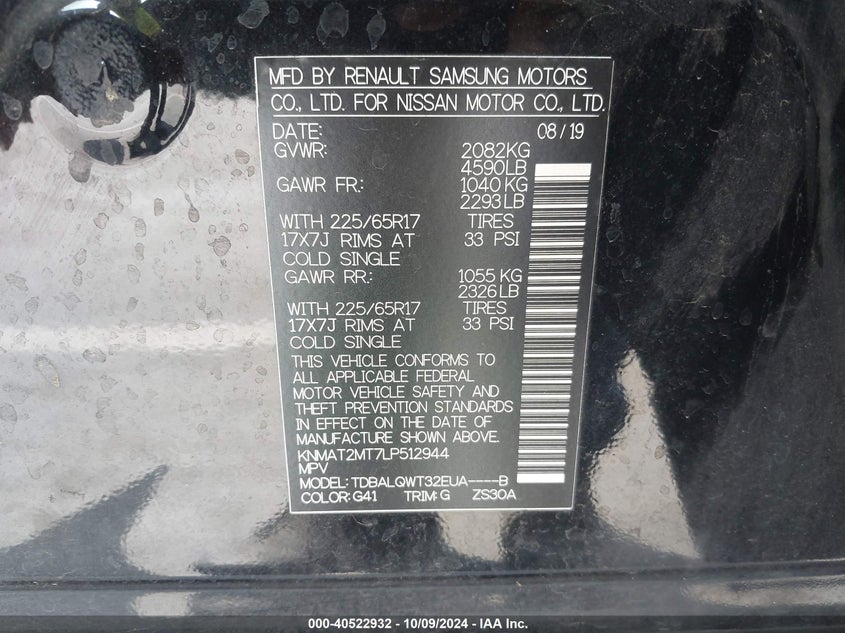 MFD BY RENAULT SAMSUNG MOTORS
CO., LTD. FOR NISSAN MOTOR CO., LTD.
DATE: 08/19
GVWR: 2082KG
4590LB
GAWR FR.: 1040 KG
2293LB
WITH 225/65R17 TIRES
17X7J RIMS AT 33 PSI
COLD SINGLE
GAWR RR.: 1055 KG
2326LB
WITH 225/65R17 TIRES
17X7J RIMS AT 33 PSI
COLD SINGLE
THIS VEHICLE CONFORMS TO
ALL APPLICABLE FEDERAL
MOTOR VEHICLE SAFETY AND
THEFT PREVENTION STANDARDS
IN EFFECT ON THE DATE OF
MANUFACTURE SHOWN ABOVE.
KNMAT2MT7LP512944
MPV
MODEL: TDBALQWT32EUA----B
COLOR: G41 TRIM: G ZS30A
000-40522932 - 10/09/2024 - IAA Inc.